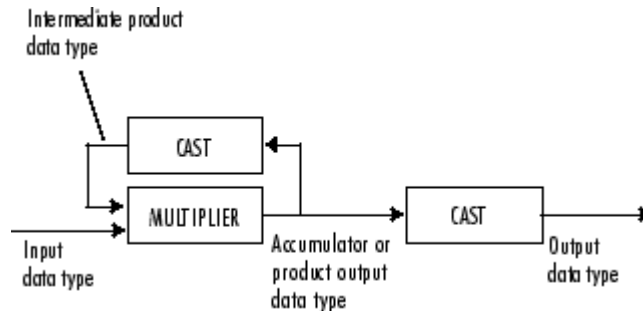 Intermediate product
data type
CAST
MULTIPLIER
CAST
Input
data type
Accumulator or
product output
data type
Output
data type